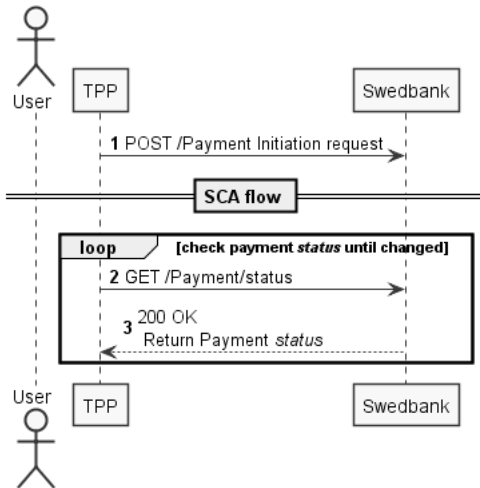 User
TPP
Swedbank
1 POST /Payment Initiation request
SCA flow
loop [check payment status until changed]
2 GET /Payment/status
3 200 OK
Return Payment status
User
TPP
Swedbank